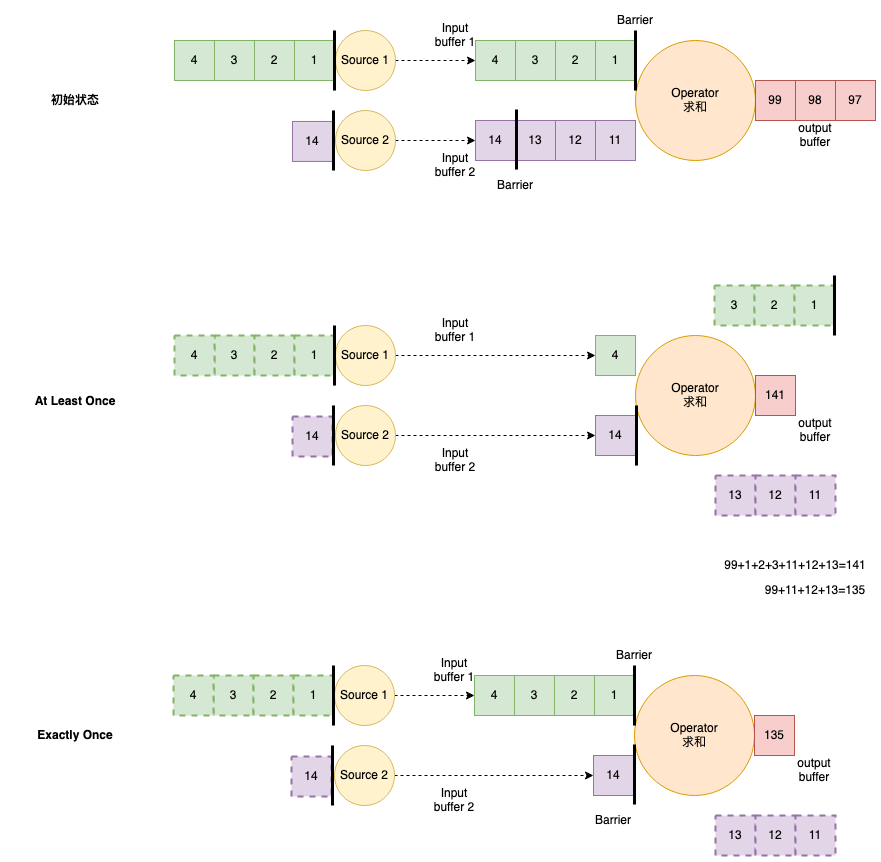 Barrier
Input
buffer 1
4 3 2 1
Source 1
4 3 2 1
初始状态
Operator
求和
99 98 97
output
buffer
14
Source 2
14 13 12 11
Input
buffer 2
Barrier
3 2 1
Input
buffer 1
4 3 2 1
Source 1
4
At Least Once
Operator
求和
141
output
buffer
14
Source 2
14
Input
buffer 2
13 12 11
99+1+2+3+11+12+13=141
99+11+12+13=135
Barrier
Input
buffer 1
4 3 2 1
Source 1
4 3 2 1
Exactly Once
Operator
求和
135
output
buffer
14
Source 2
14
Input
buffer 2
Barrier
13 12 11